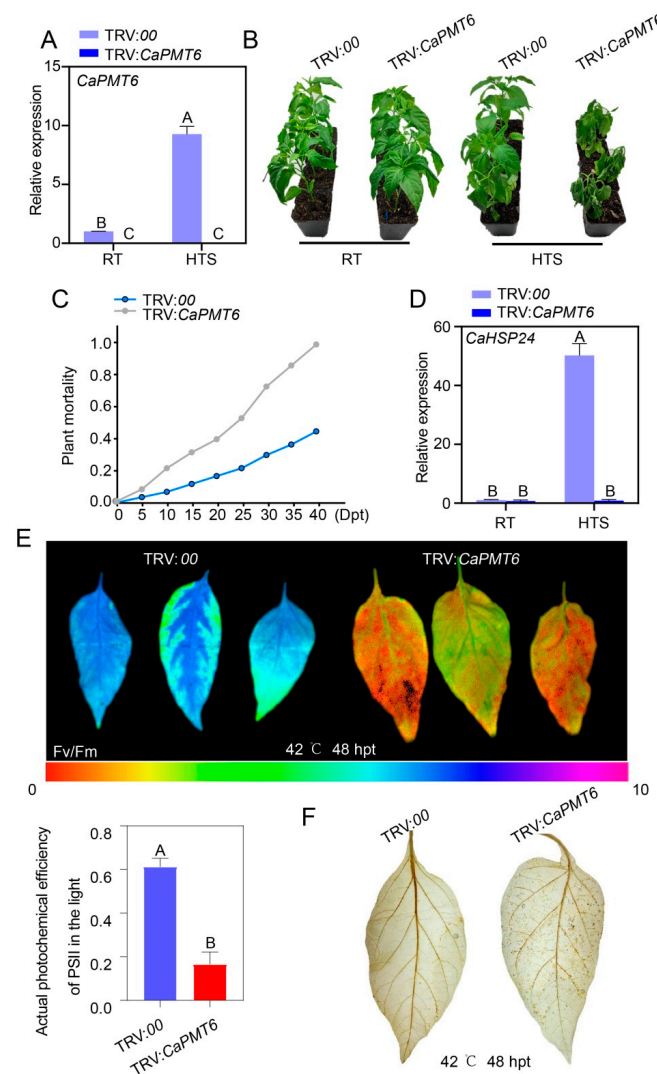 A
TRV:00
TRV:CaPMT6
CaPMT6
Relative expression
15
10
5
0
B
C
A
C
RT
HTS
B
TRV:00
TRV:CaPMT6
TRV:00
TRV:CaPMT6
RT
HTS
C
TRV:00
TRV:CaPMT6
Plant mortality
1.0
0.8
0.6
0.4
0.2
0.0
0 5 10 15 20 25 30 35 40 (Dpt)
D
TRV:00
TRV:CaPMT6
CaHSP24
Relative expression
60
40
20
0
B
B
A
B
RT
HTS
E
TRV:00
TRV:CaPMT6
Fv/Fm
42 ℃ 48 hpt
0
10
Actual photochemical efficiency
of PSII in the light
0.8
0.6
0.2
0.0
A
B
TRV:00
TRV:CaPMT6
F
TRV:00
TRV:CaPMT6
42 ℃ 48 hpt